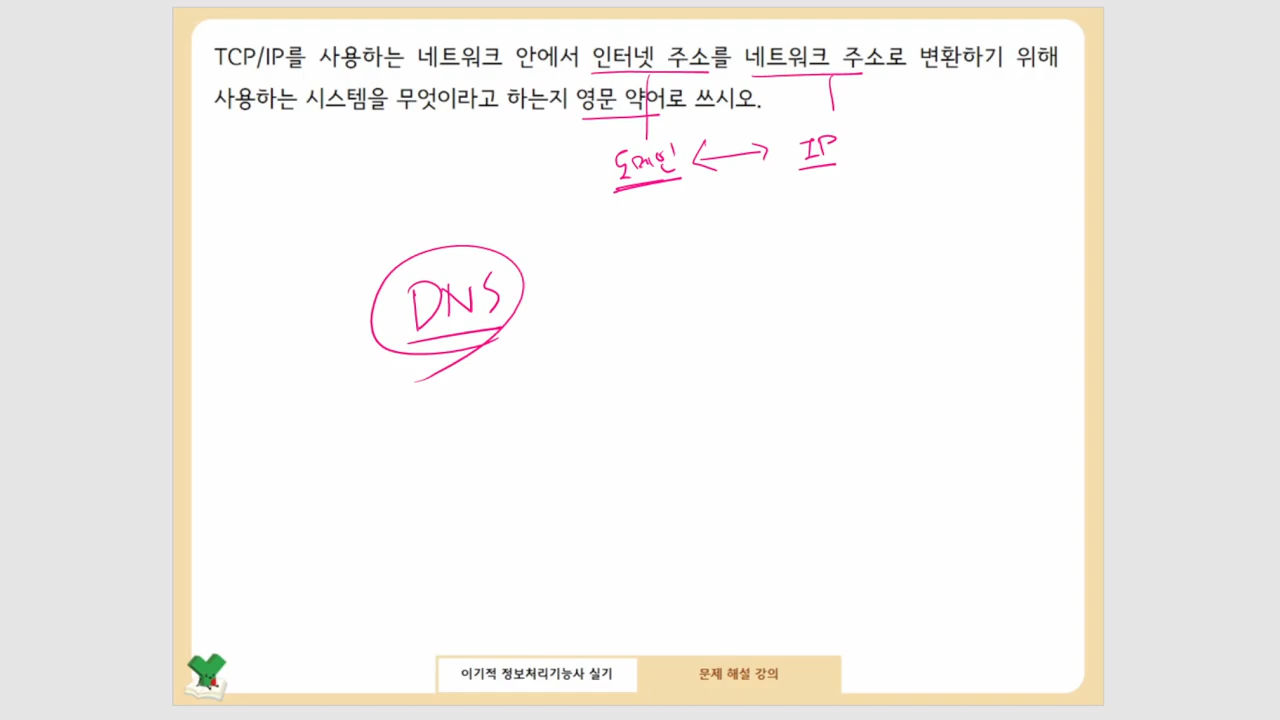 TCP/IP를 사용하는 네트워크 안에서 인터넷 주소를 네트워크 주소로 변환하기 위해
사용하는 시스템을 무엇이라고 하는지 영문 약어로 쓰시오.
도메인 IP
DNS
이기적 정보처리기능사 실기 문제 해설 강의